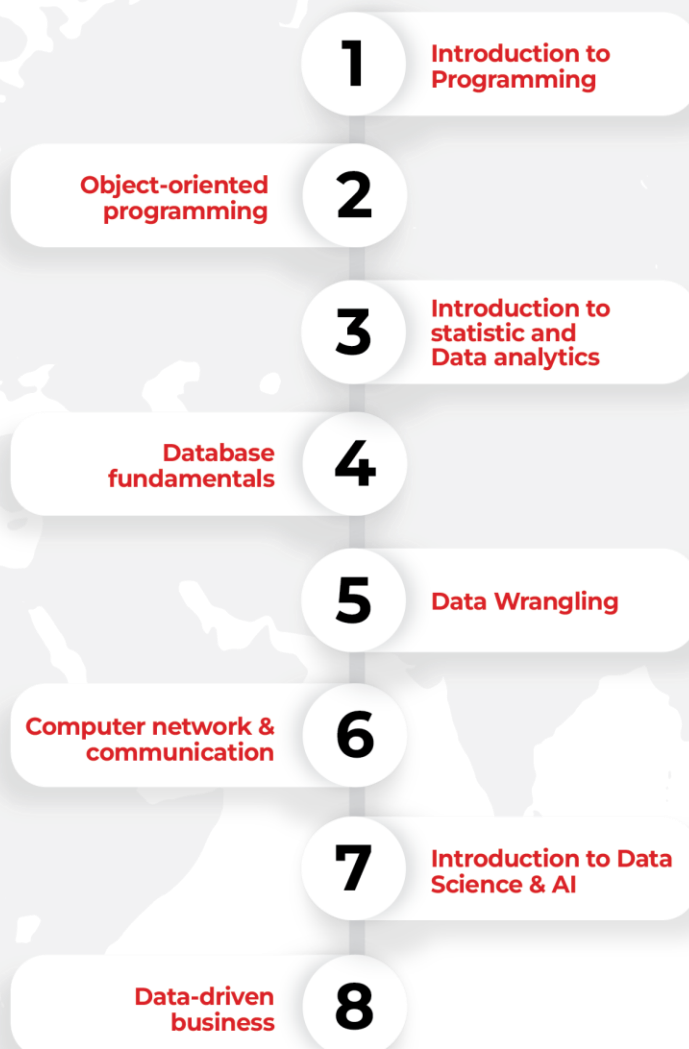 1
Introduction to
Programming
Object-oriented
programming
2
3
Introduction to
statistic and
Data analytics
Database
fundamentals
4
5
Data Wrangling
Computer network &
communication
6
7
Introduction to Data
Science & AI
Data-driven
business
8